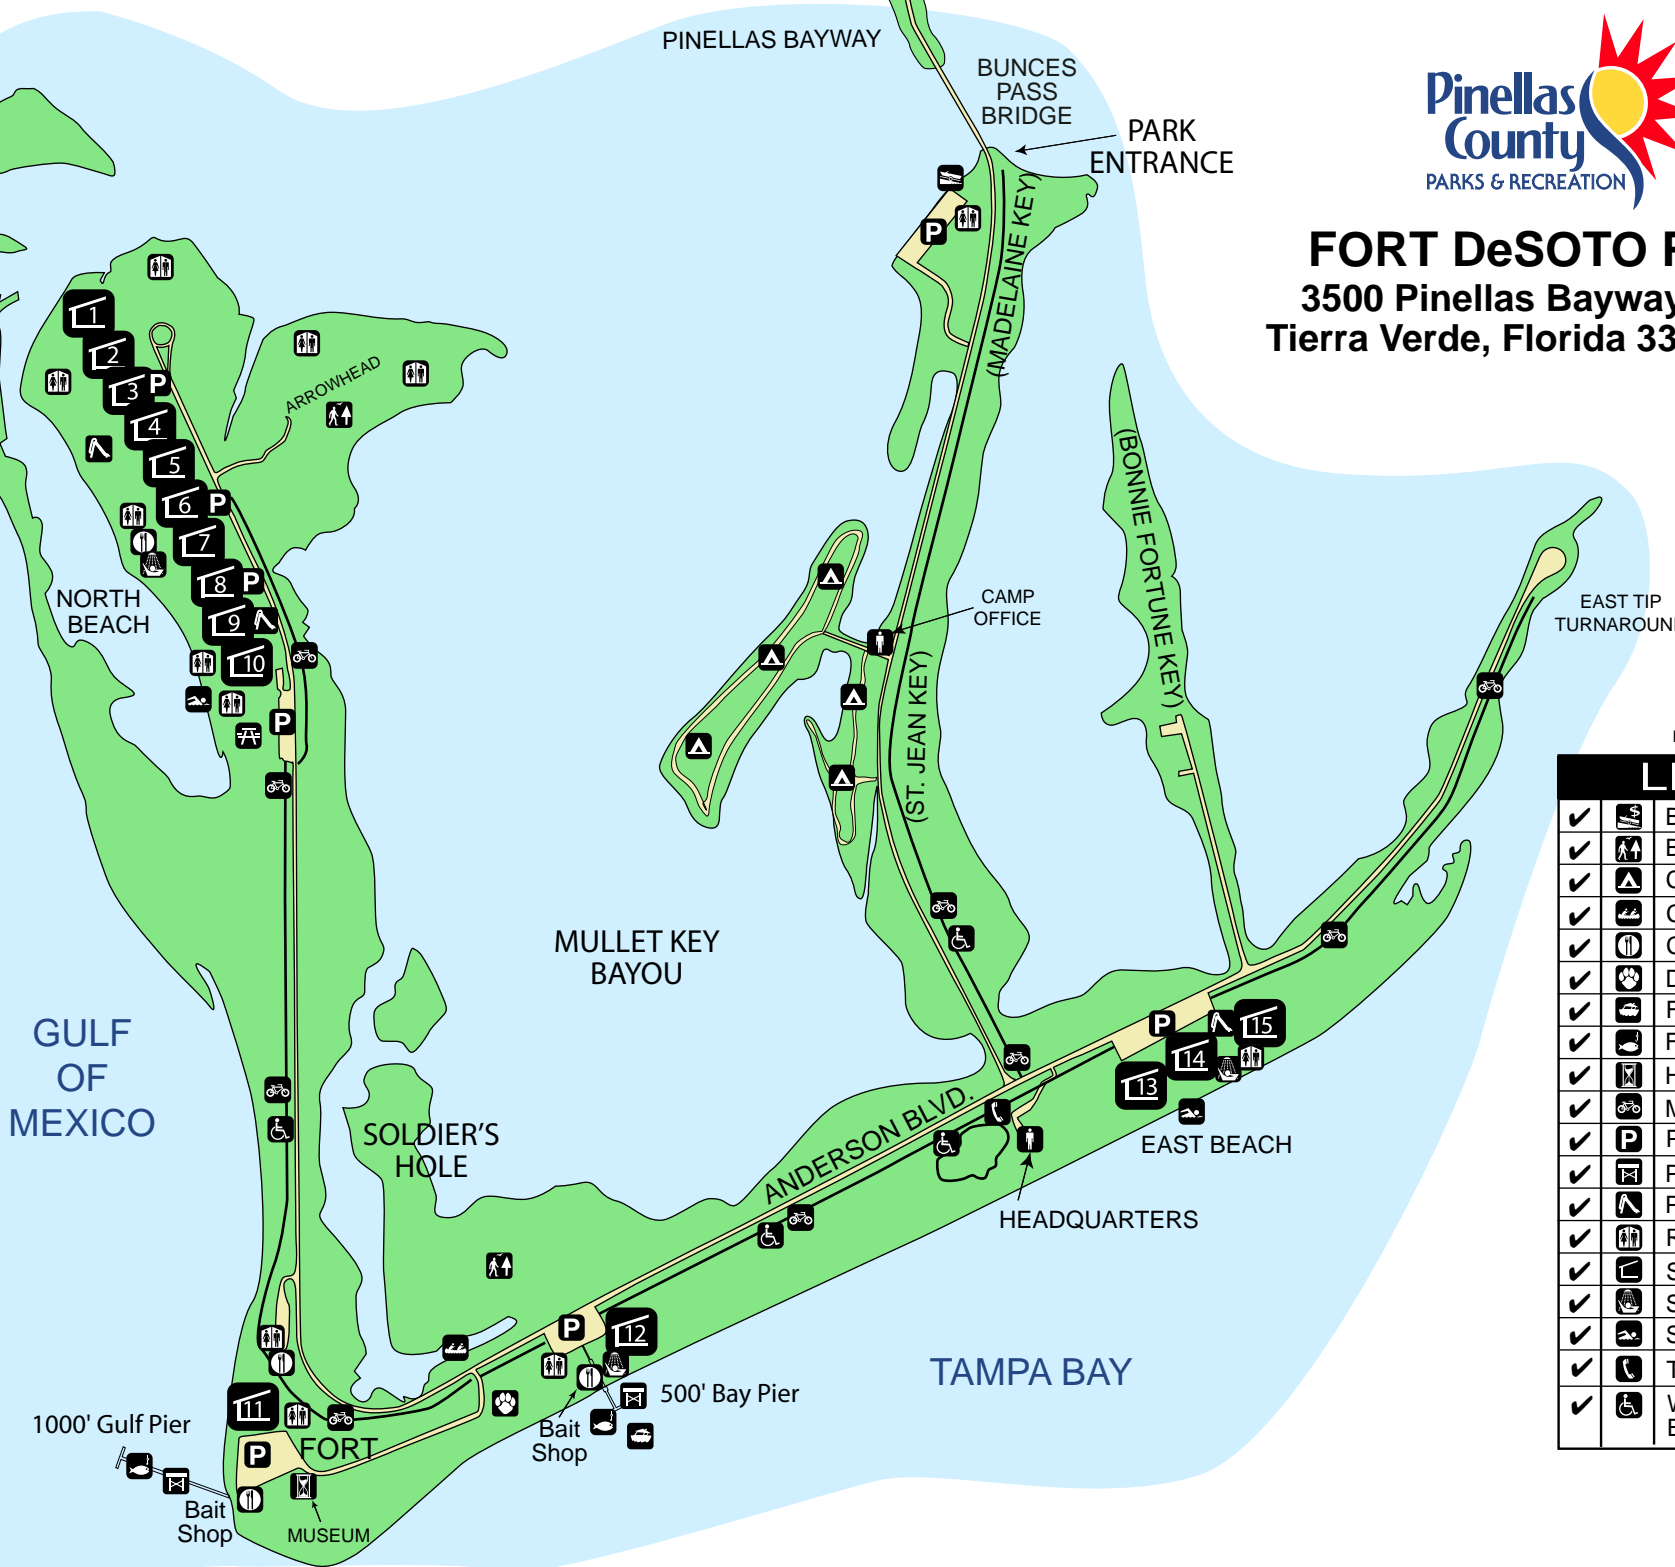 PINELLAS BAYWAY
BUNCES
PASS
BRIDGE
PARK
ENTRANCE
Pinellas
County
PARKS & RECREATION
FORT DeSOTO
3500 Pinellas Bayway
Tierra Verde, Florida 33
(MADELAINE KEY)
P
1
2
3
P
4
5
6
P
7
8
P
9
10
P
ARROWHEAD
NORTH
BEACH
(BONNIE FORTUNE KEY)
CAMP
OFFICE
(ST. JEAN KEY)
EAST TIP
MULLET KEY
BAYOU
GULF
OF
MEXICO
SOLDIER'S
HOLE
ANDERSON BLVD.
P
13
14
15
EAST BEACH
HEADQUARTERS
P
12
500' Bay Pier
Bait
Shop
TAMPA BAY
11
1000' Gulf Pier
P
FORT
Bait
Shop
MUSEUM
$
P